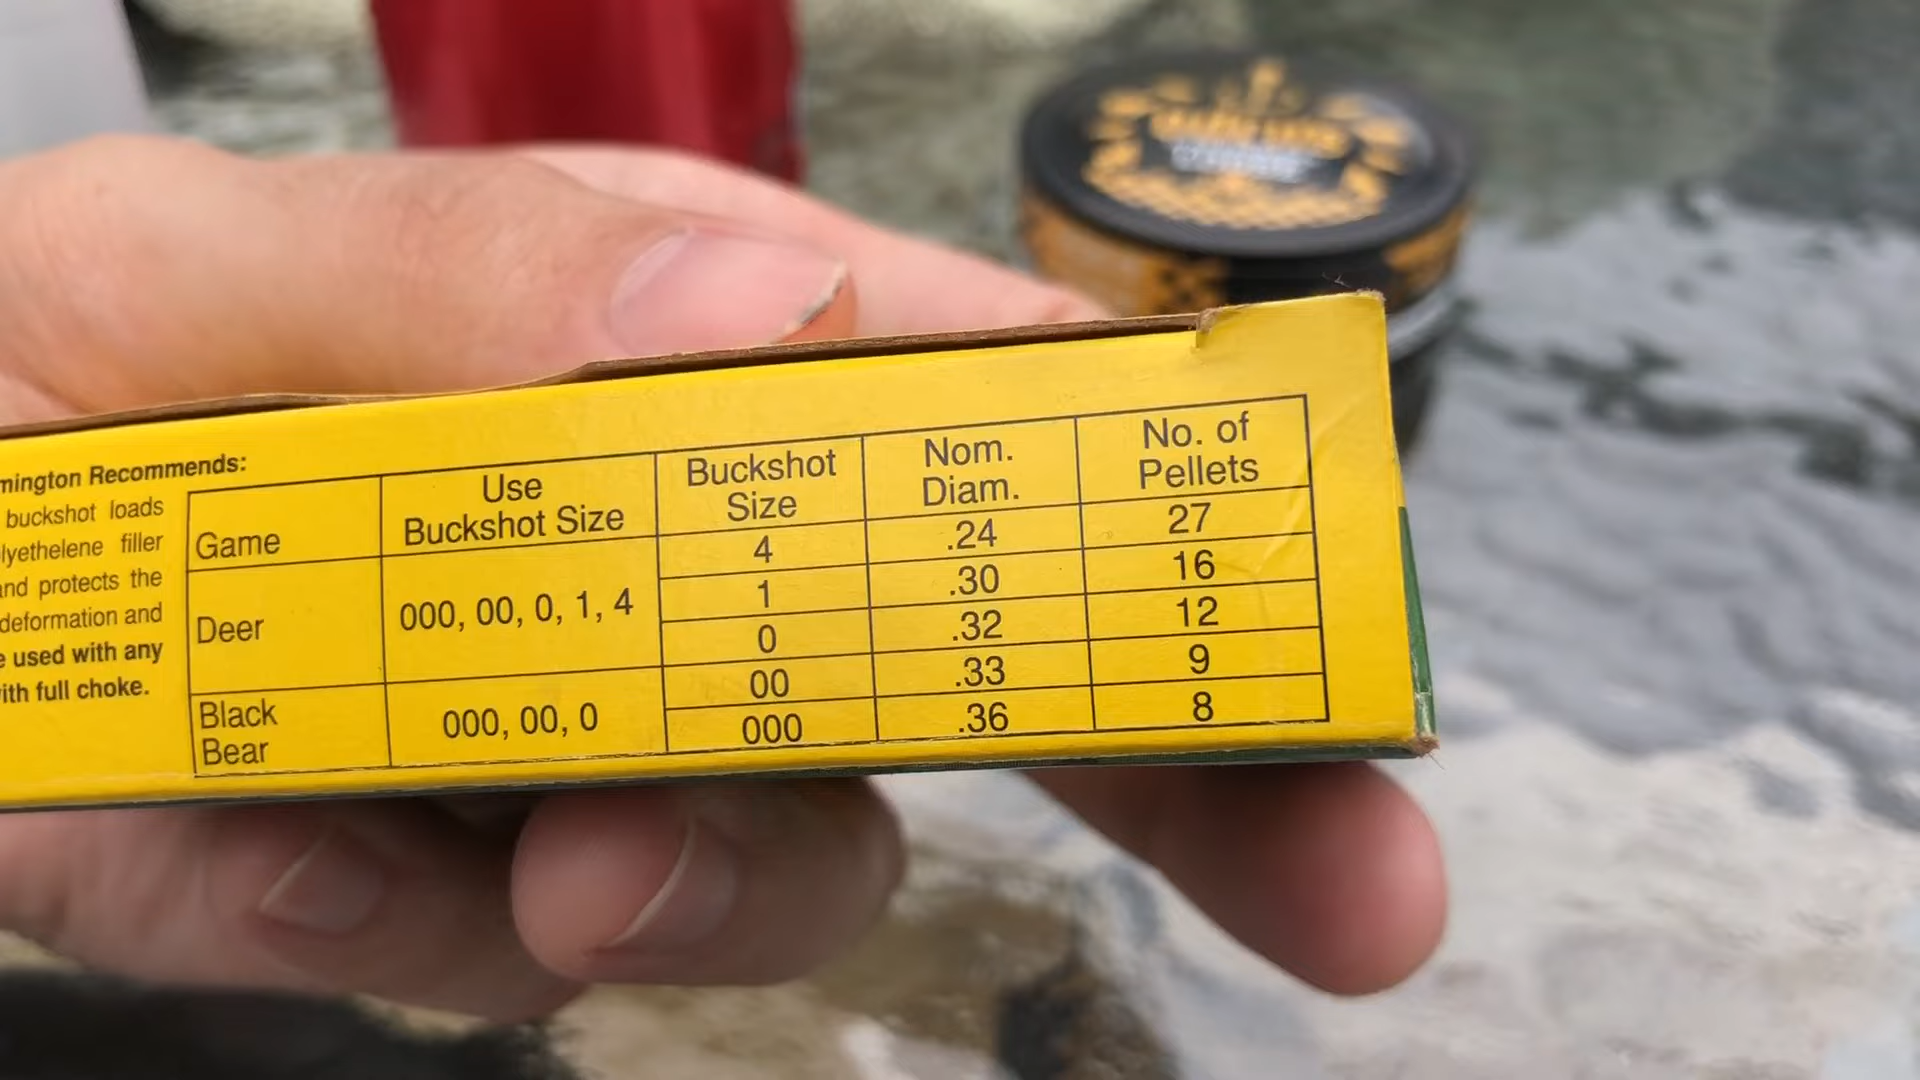 mington Recommends:
buckshot loads
lyethelene filler
and protects the
deformation and
e used with any
ith full choke.
Game
Use
Buckshot Size
Buckshot
Size
Nom.
Diam.
No. of
Pellets
Deer
000, 00, 0, 1, 4
Black
Bear
000, 00, 0
4 .24 27
1 .30 16
0 .32 12
00 .33 9
000 .36 8